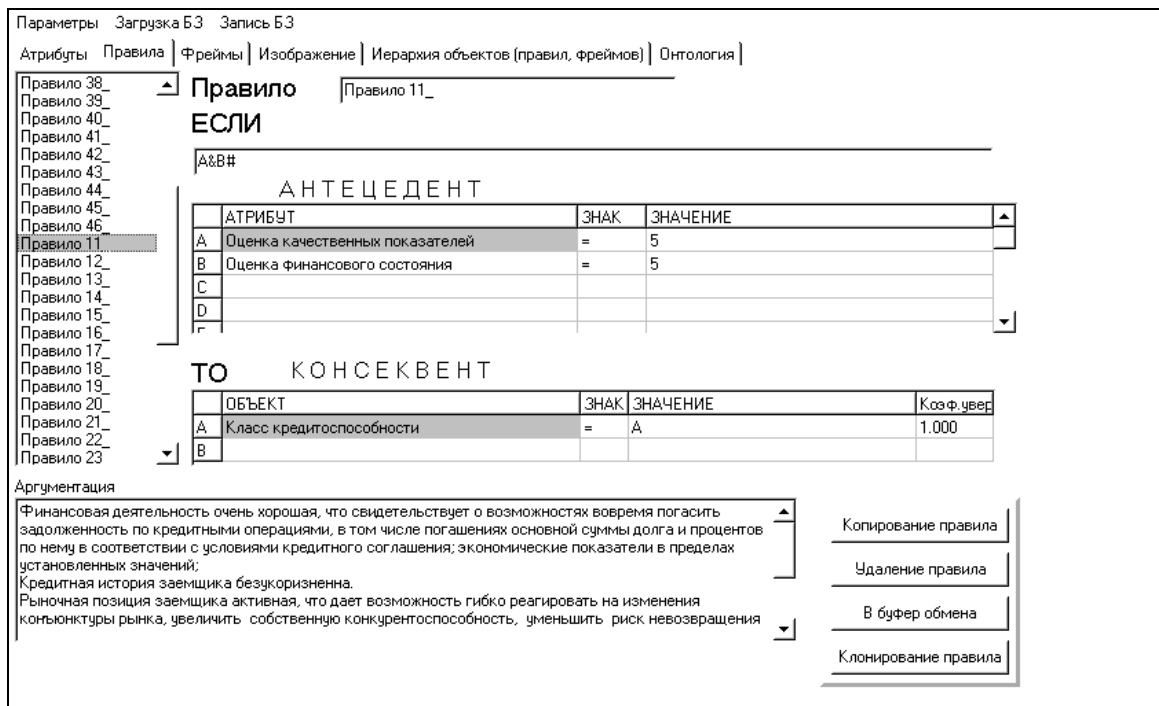 Параметры Загрузка БЗ Запись БЗ
Атрибуты Правила Фреймы Изображение Иерархия объектов (правил, фреймов) Онтология
Правило 38_
Правило 39_
Правило 40_
Правило 41_
Правило 42_
Правило 43_
Правило 44_
Правило 45_
Правило 46_
Правило 11_
Правило 12_
Правило 13_
Правило 14_
Правило 15_
Правило 16_
Правило 17_
Правило 18_
Правило 19_
Правило 20_
Правило 21_
Правило 22_
Правило 23
Правило Правило 11_
ЕСЛИ
A&B#
АНТЕЦЕДЕНТ
АТРИБУТ ЗНАК ЗНАЧЕНИЕ
A Оценка качественных показателей = 5
B Оценка финансового состояния = 5
C
D
ТО КОНСЕКВЕНТ
ОБЪЕКТ ЗНАК ЗНАЧЕНИЕ Коэф.увер
A Класс кредитоспособности = A 1.000
B
Аргументация
Финансовая деятельность очень хорошая, что свидетельствует о возможностях вовремя погасить
задолженность по кредитными операциями, в том числе погашениях основной суммы долга и процентов
по нему в соответствии с условиями кредитного соглашения; экономические показатели в пределах
установленных значений;
Кредитная история заемщика безукоризненна.
Рыночная позиция заемщика активная, что дает возможность гибко реагировать на изменения
конъюнктуры рынка, увеличить собственную конкурентоспособность, уменьшить риск невозвращения
Копирование правила
Удаление правила
В буфер обмена
Клонирование правила